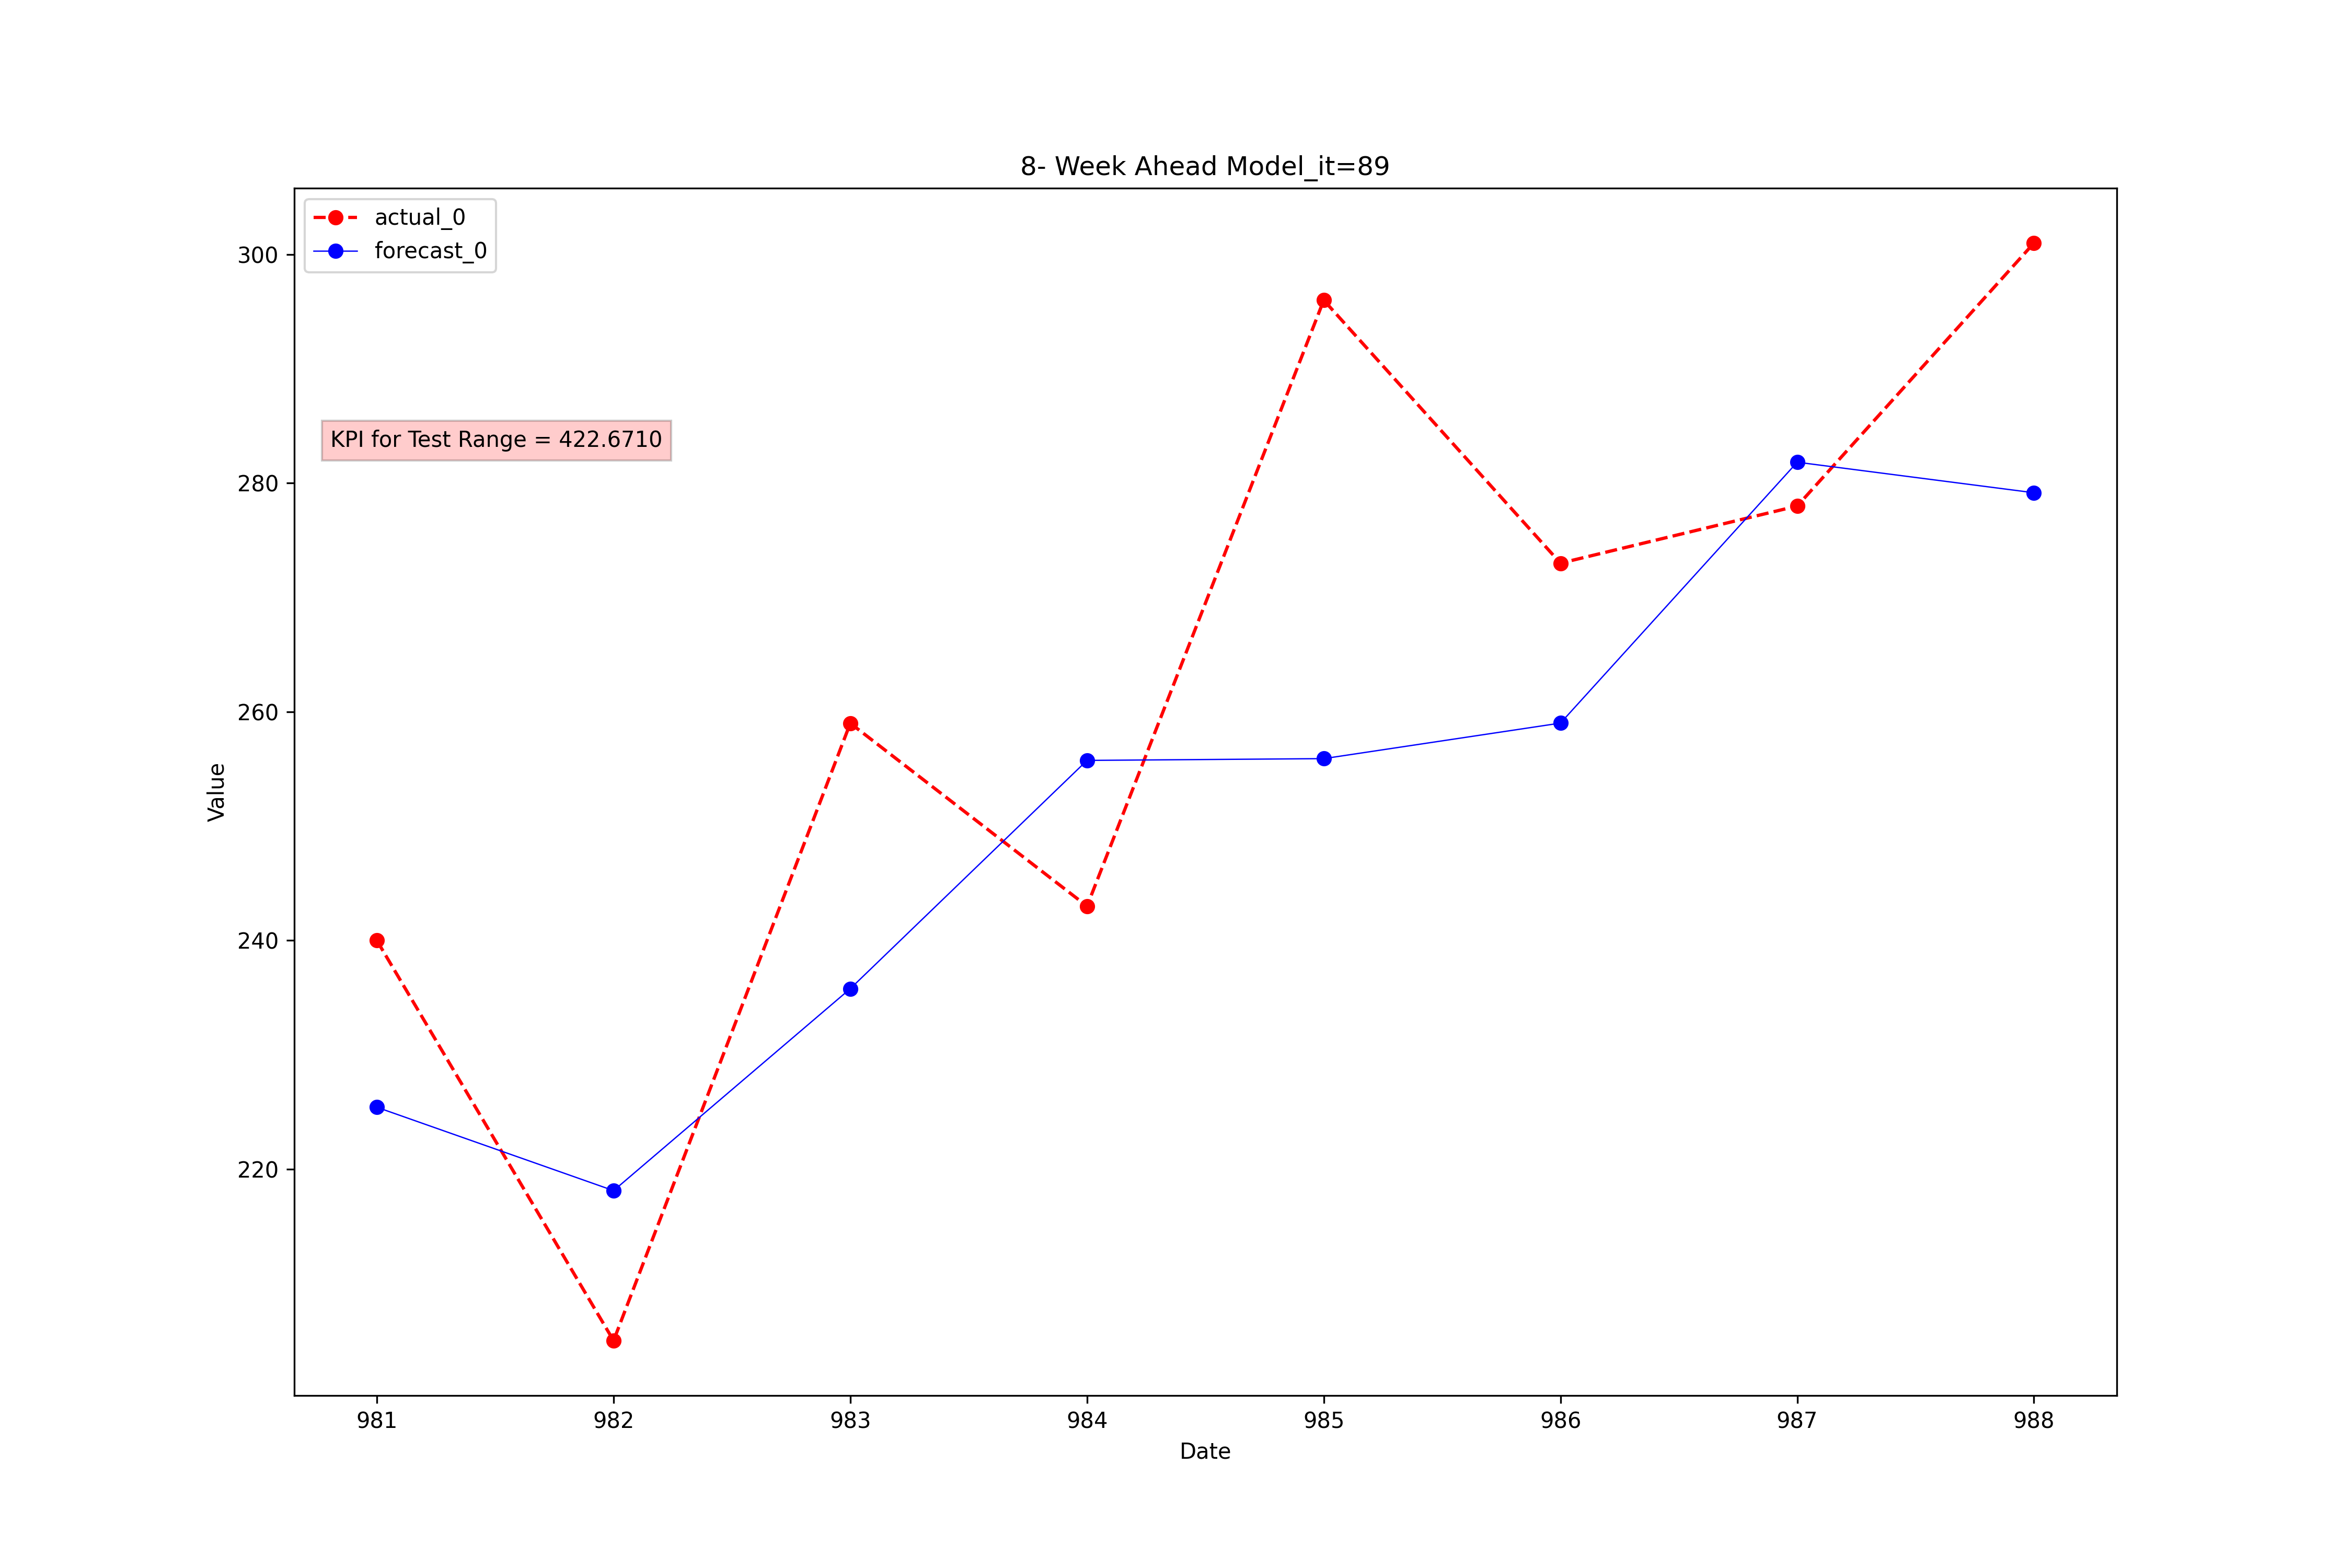 8- Week Ahead Model_it=89
actual_0
forecast_0
KPI for Test Range = 422.6710
300
280
260
240
220
Value
981 982 983 984 985 986 987 988
Date